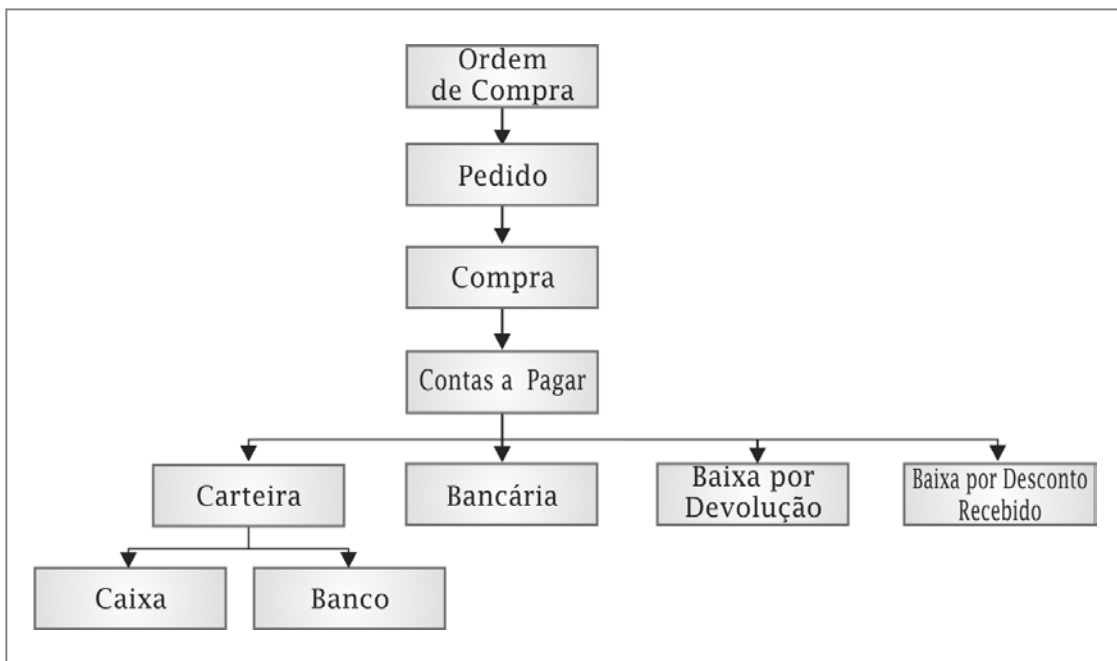 Ordem
de Compra
Pedido
Compra
Contas a Pagar
Carteira
Bancária
Baixa por
Devolução
Baixa por Desconto
Recebido
Caixa
Banco